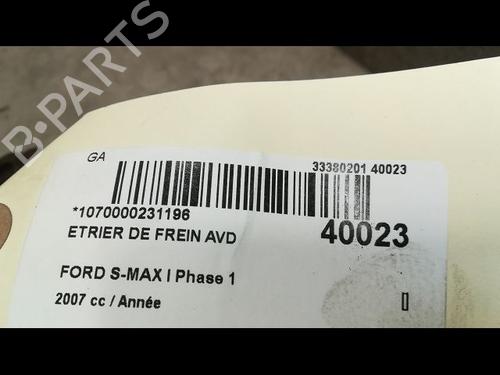 B-PARTS
GA
33380201 40023
*1070000231196
ETRIER DE FREIN AVD
40023
FORD S-MAX I Phase 1
2007 cc / Année